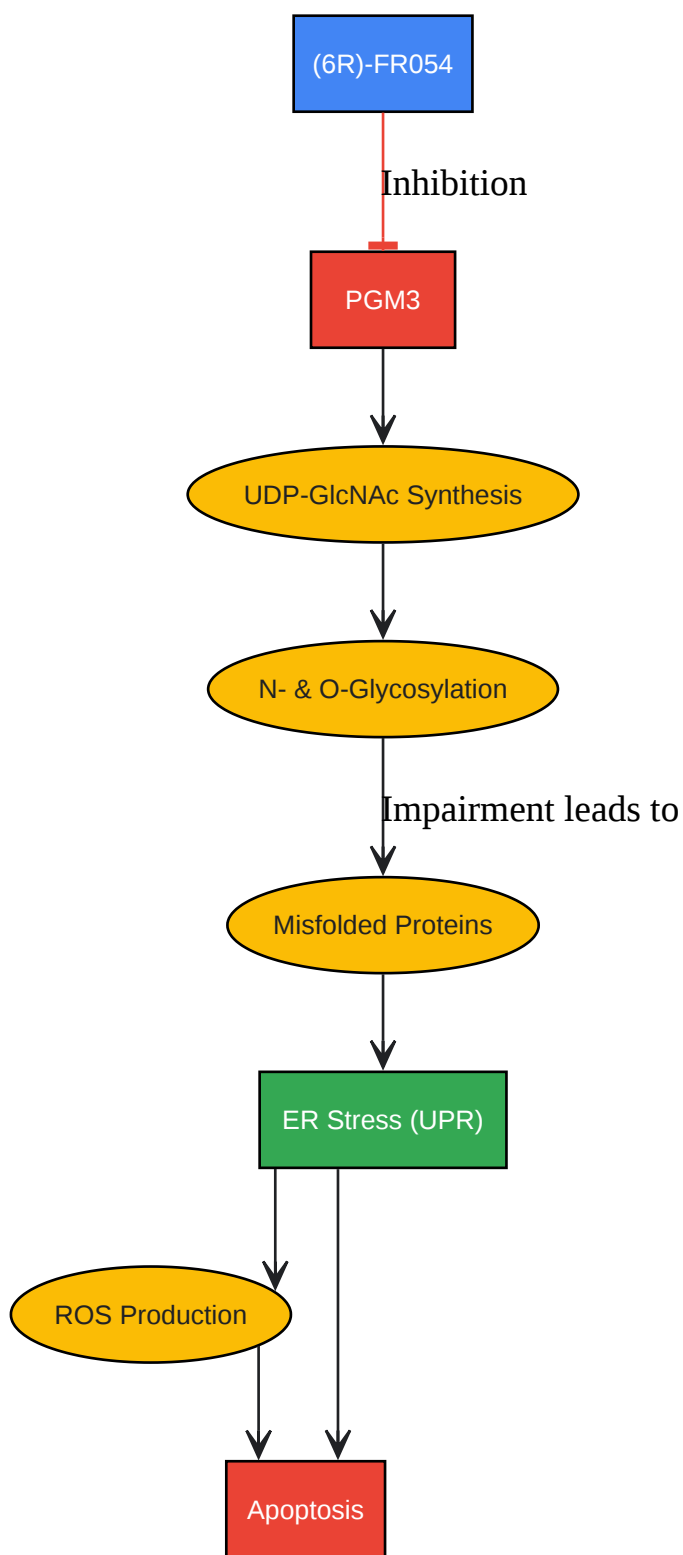 (6R)-FR054
Inhibition
PGM3
UDP-GlcNAc Synthesis
N- & O-Glycosylation
Impairment leads to
Misfolded Proteins
ER Stress (UPR)
ROS Production
Apoptosis